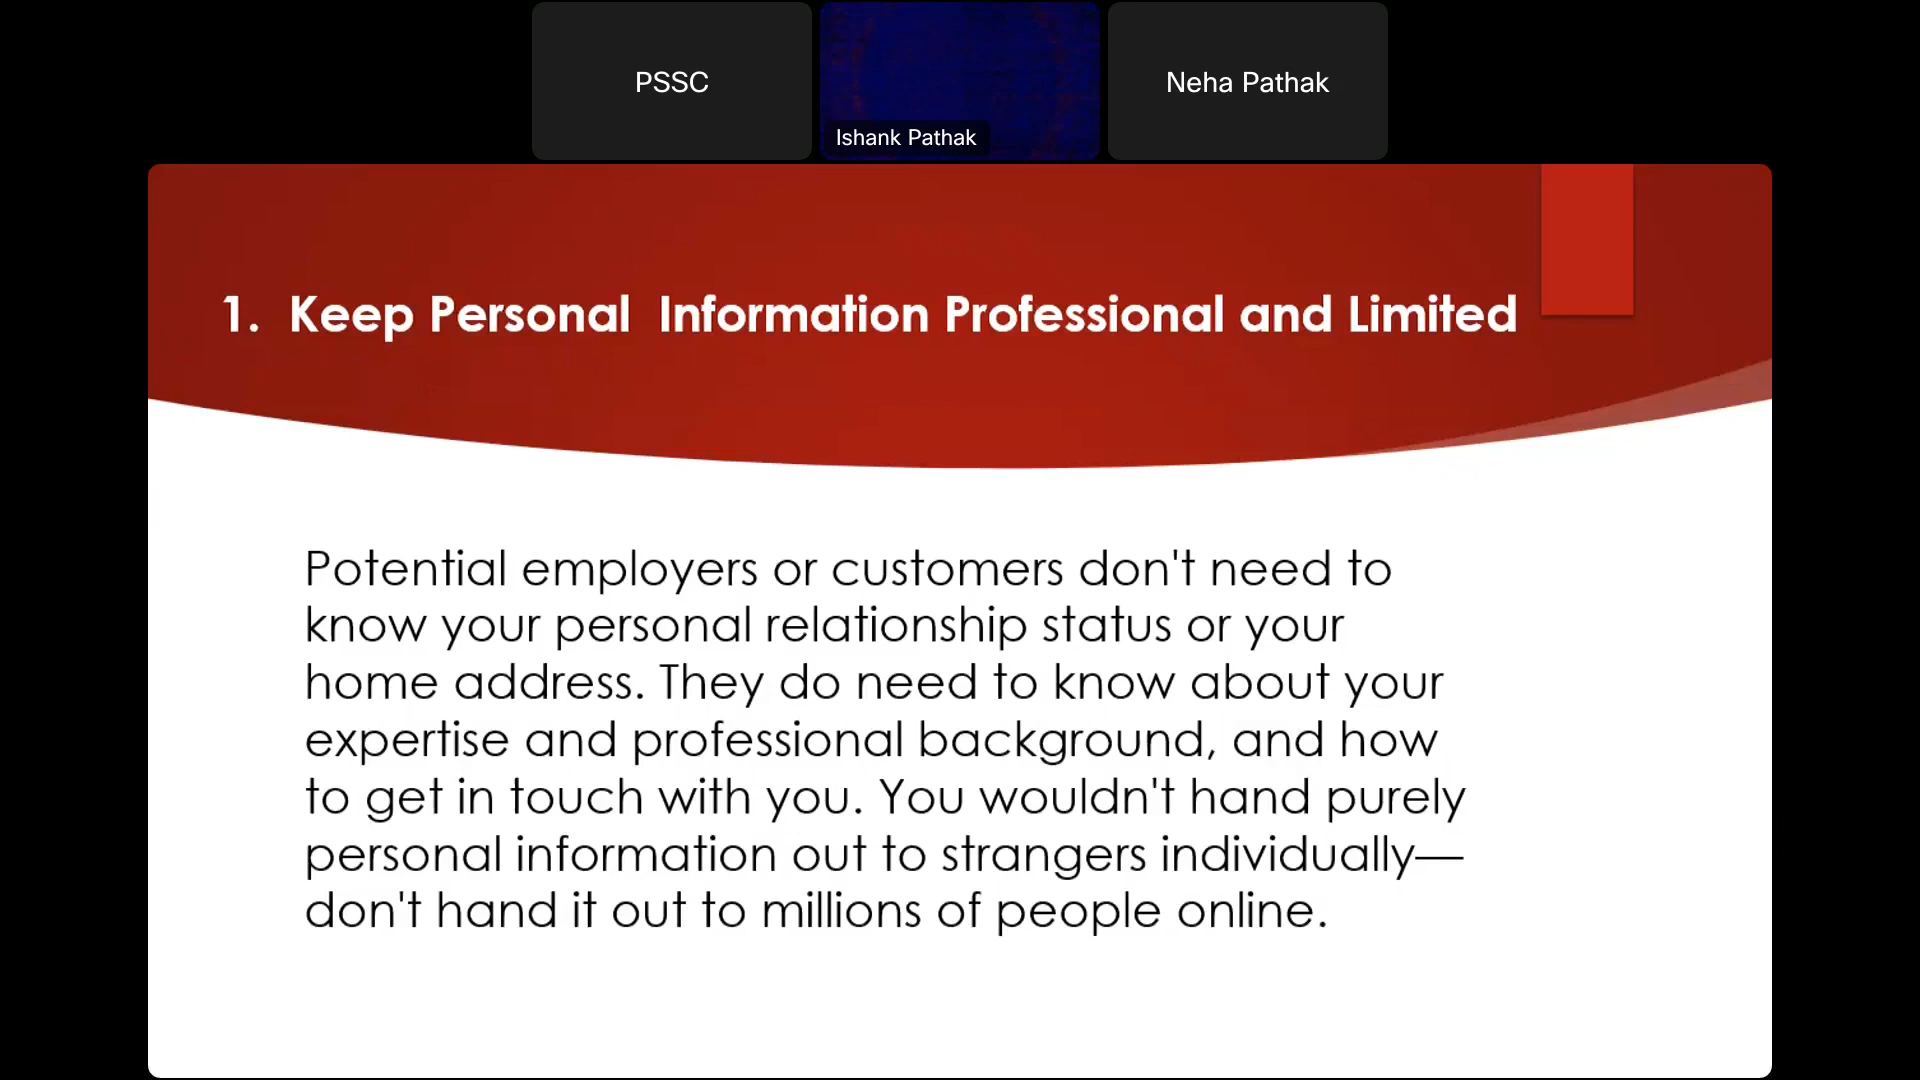 PSSC
Ishank Pathak
Neha Pathak
1. Keep Personal Information Professional and Limited
Potential employers or customers don't need to
know your personal relationship status or your
home address. They do need to know about your
expertise and professional background, and how
to get in touch with you. You wouldn't hand purely
personal information out to strangers individually—
don't hand it out to millions of people online.